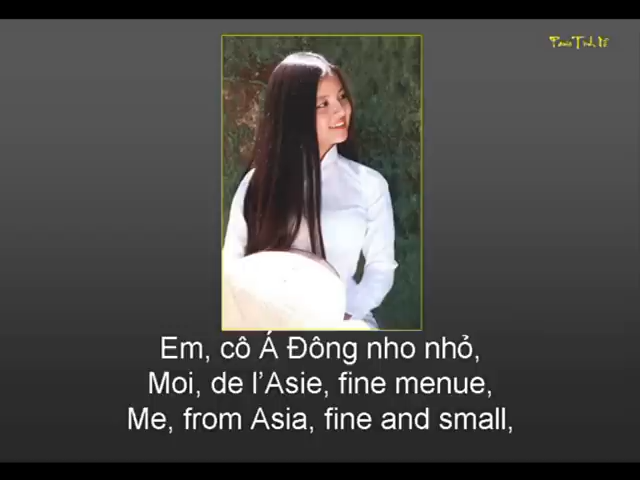 Em, cô Á Đông nho nhỏ,
Moi, de l'Asie, fine menue,
Me, from Asia, fine and small,